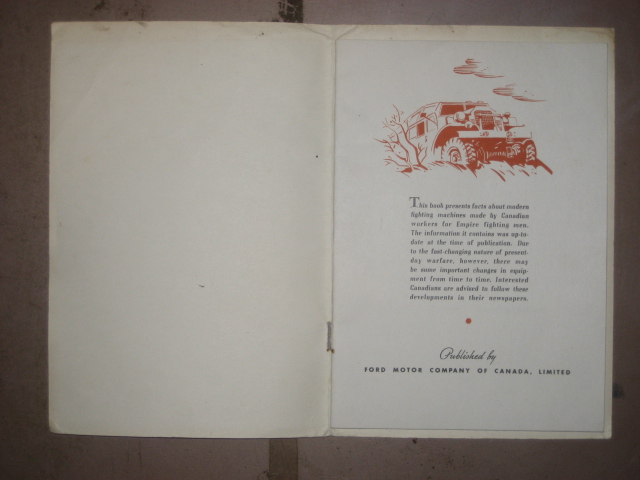 This book presents facts about modern
fighting machines made by Canadian
workers for Empire fighting men.
The information it contains was up-to-
date at the time of publication. Due
to the fast-changing nature of present-
day warfare, however, there may
be some important changes in equip-
ment from time to time. Interested
Canadians are advised to follow these
developments in their newspapers.
Published by
FORD MOTOR COMPANY OF CANADA, LIMITED